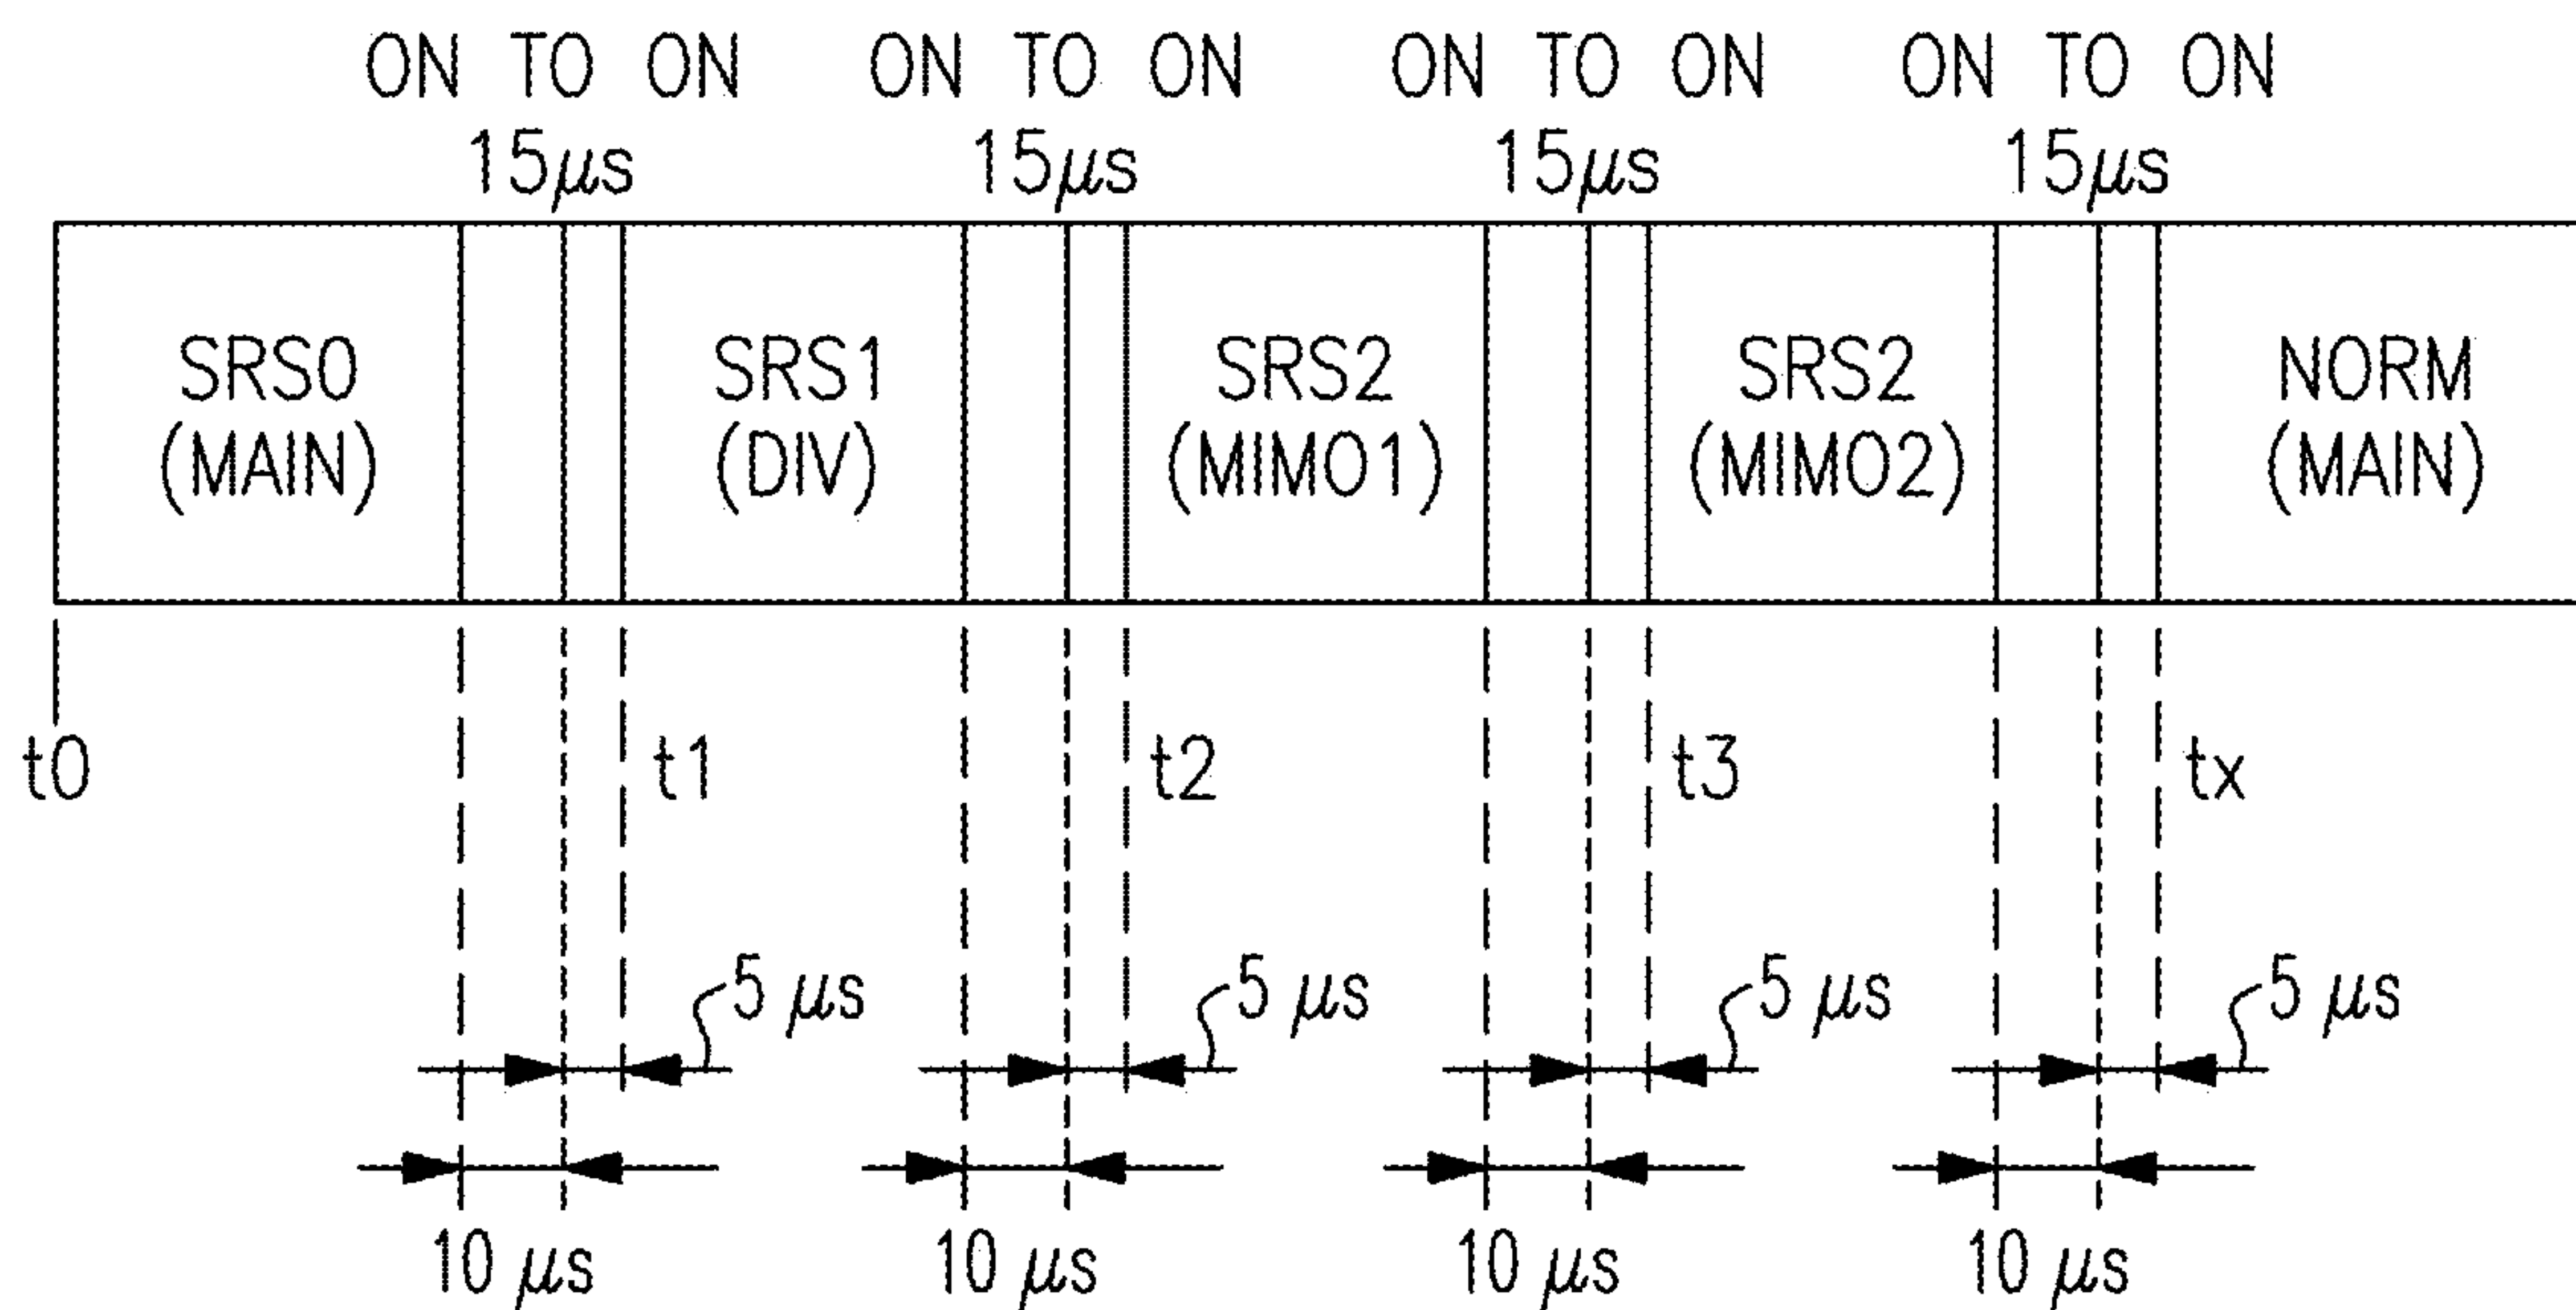 ON TO ON ON TO ON ON TO ON ON TO ON
15μs 15μs 15μs 15μs
SRS0 SRS1 SRS2 SRS2 NORM
(MAIN) (DIV) (MIMO1) (MIMO2) (MAIN)
t0 t1 t2 t3 tx
5 μs 5 μs 5 μs 5 μs
10 μs 10 μs 10 μs 10 μs